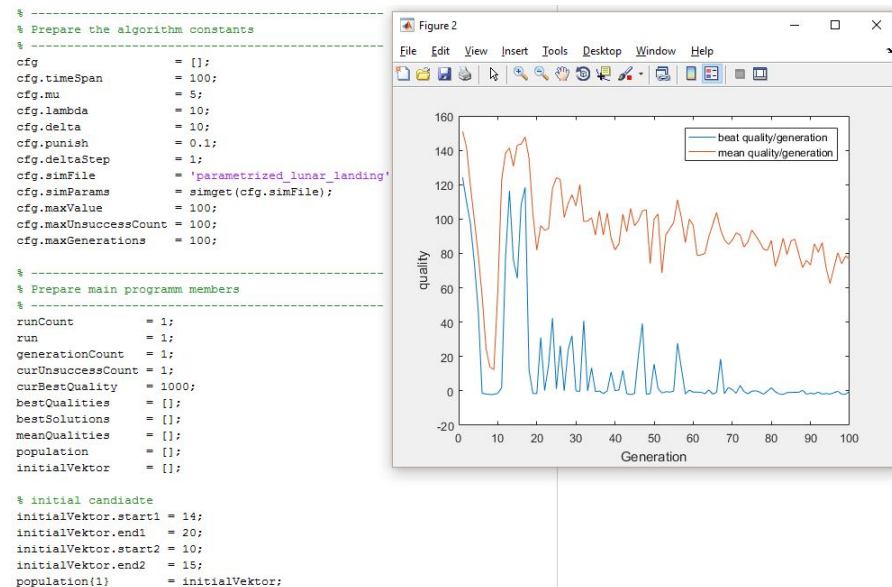 % --------------------------------------------
% Prepare the algorithm constants
% --------------------------------------------
cfg = [];
cfg.timeSpan = 100;
cfg.mu = 5;
cfg.lambda = 10;
cfg.delta = 10;
cfg.punish = 0.1;
cfg.deltaStep = 1;
cfg.simFile = 'parametrized_lunar_landing'
cfg.simParams = simget(cfg.simFile);
cfg.maxValue = 100;
cfg.maxUnsuccessCount = 100;
cfg.maxGenerations = 100;
% --------------------------------------------
% Prepare main programm members
% --------------------------------------------
runCount = 1;
run = 1;
generationCount = 1;
curUnsuccessCount = 1;
curBestQuality = 1000;
bestQualities = [];
bestSolutions = [];
meanQualities = [];
population = [];
initialVektor = [];
% initial candiadte
initialVektor.start1 = 14;
initialVektor.end1 = 20;
initialVektor.start2 = 10;
initialVektor.end2 = 15;
population{1} = initialVektor;
Figure 2
File Edit View Insert Tools Desktop Window Help
beat quality/generation
mean quality/generation
160
140
120
100
80
60
40
20
0
-20
quality
0 10 20 30 40 50 60 70 80 90 100
Generation